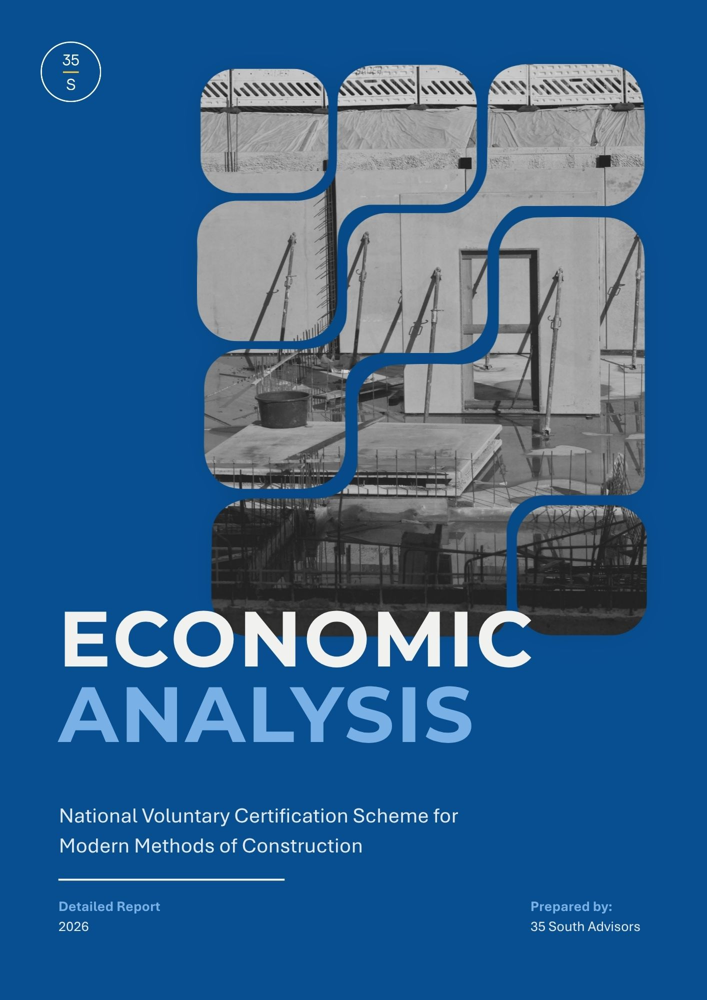 35
S
ECONOMIC
ANALYSIS
National Voluntary Certification Scheme for
Modern Methods of Construction
Detailed Report
2026
Prepared by:
35 South Advisors